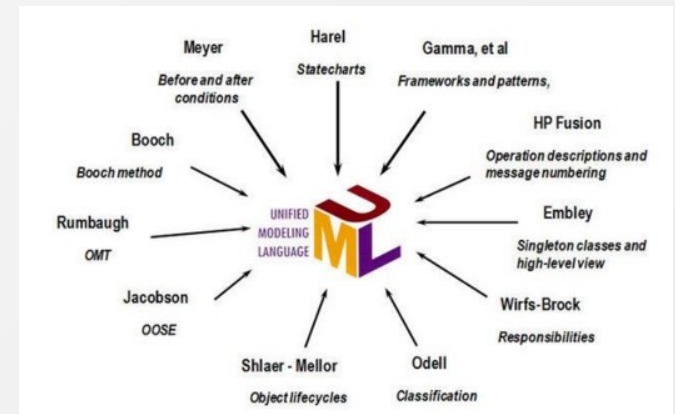 Meyer
Before and after
conditions
Harel
Statecharts
Gamma, et al
Frameworks and patterns,
HP Fusion
Operation descriptions and
message numbering
Booch
Booch method
Embley
Singleton classes and
high-level view
Rumbaugh
OMT
UNIFIED
MODELING
LANGUAGE
UML
Jacobson
OOSE
Wirfs-Brock
Responsibilities
Shlaer - Mellor
Object lifecycles
Odell
Classification